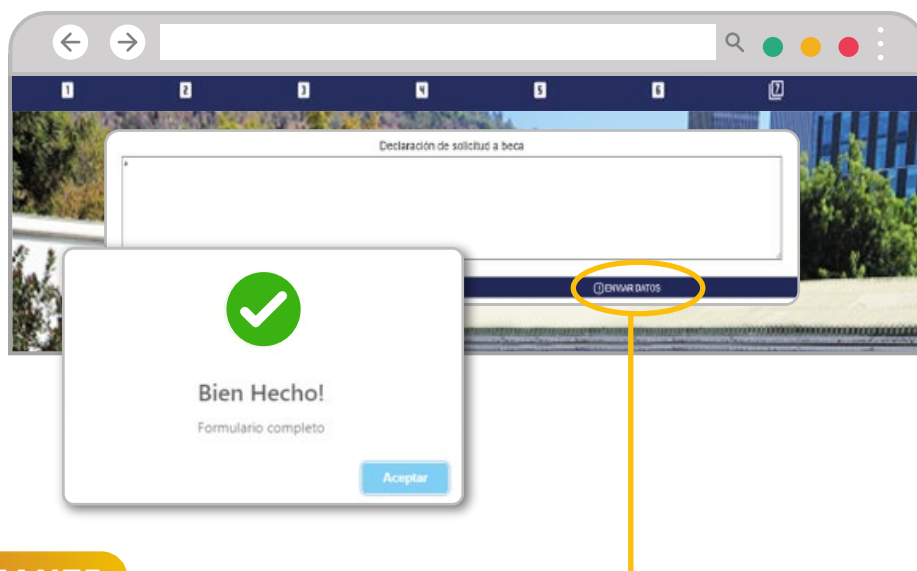 1 2 3 4 5 6 7
Declaración de solicitud a beca
ENVIAR DATOS
Bien Hecho!
Formulario completo
Aceptar